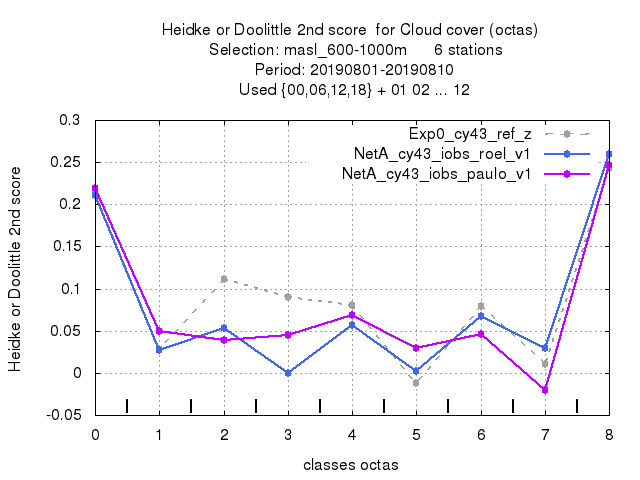 Heidke or Doolittle 2nd score  for Cloud cover (octas)
Selection: masl_600-1000m      6 stations
Period: 20190801-20190810
Used {00,06,12,18} + 01 02 ... 12
Exp0_cy43_ref_z
NetA_cy43_iobs_roel_v1
NetA_cy43_iobs_paulo_v1
Heidke or Doolittle 2nd score
0.3
0.25
0.2
0.15
0.1
0.05
0
-0.05
0 1 2 3 4 5 6 7 8
classes octas